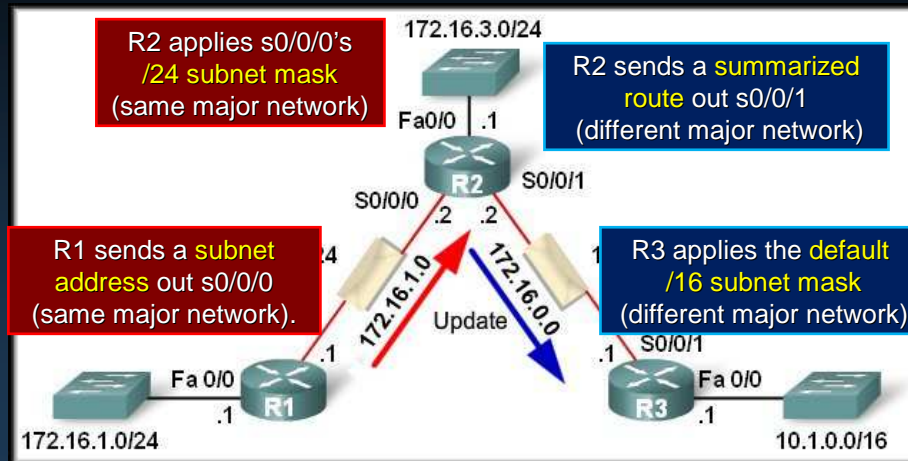 172.16.3.0/24
R2 applies s0/0/0’s
/24 subnet mask
(same major network)
R2 sends a summarized
route out s0/0/1
(different major network)
Fa0/0
.1
R2
S0/0/0
S0/0/1
.2
.2
R1 sends a subnet
address out s0/0/0
(same major network).
24
172.16.1.0
172.16.0.0
1
R3 applies the default
/16 subnet mask
(different major network)
Update
.1
.1
S0/0/1
Fa 0/0
.1
R1
R3
Fa 0/0
.1
172.16.1.0/24
10.1.0.0/16